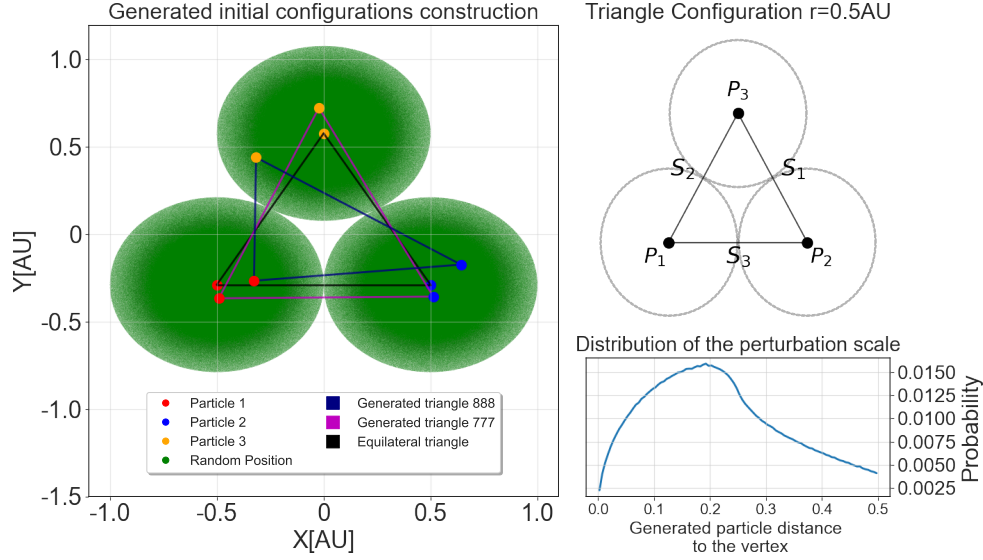 Generated initial configurations construction
Y[AU]
1.0
0.5
0
-0.5
-1.0
-1.5
-1.0
-0.5
0
0.5
1.0
X[AU]
Particle 1
Particle 2
Particle 3
Random Position
Generated triangle 888
Generated triangle 777
Equilateral triangle
Triangle Configuration r=0.5AU
P3
S2
S1
P1
S3
P2
Distribution of the perturbation scale
0.0150
0.0125
0.0100
0.0075
0.0050
0.0025
Probability
0.0
0.1
0.2
0.3
0.4
0.5
Generated particle distance
to the vertex